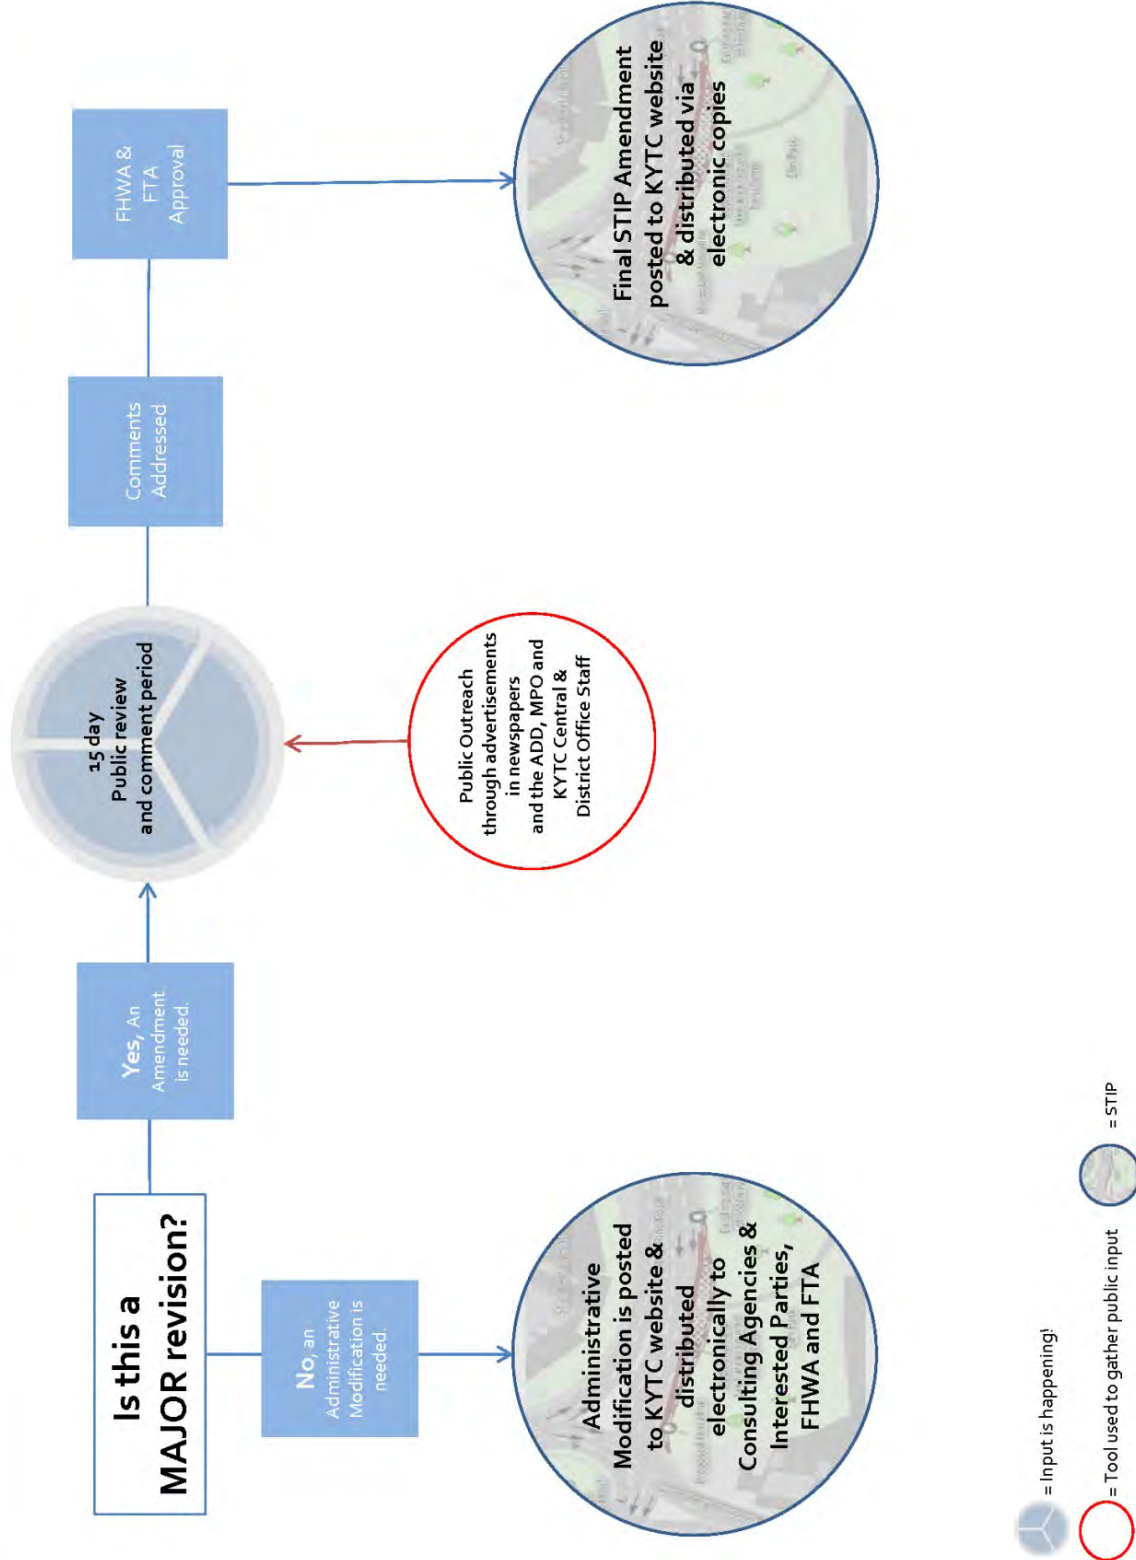 Is this a
MAJOR revision?
Yes, An
Amendment
is needed.
15 day
Public review
and comment period
Comments
Addressed
FHWA &
FTA
Approval
No, an
Administrative
Modification is
needed.
Public Outreach
through advertisements
in newspapers
and the ADD, MPO and
KYTC Central &
District Office Staff
Administrative
Modification is posted
to KYTC website &
distributed
electronically to
Consulting Agencies &
Interested Parties,
FHWA and FTA
Final STIP Amendment
posted to KYTC website
& distributed via
electronic copies
= Input is happening!
= Tool used to gather public input
= STIP